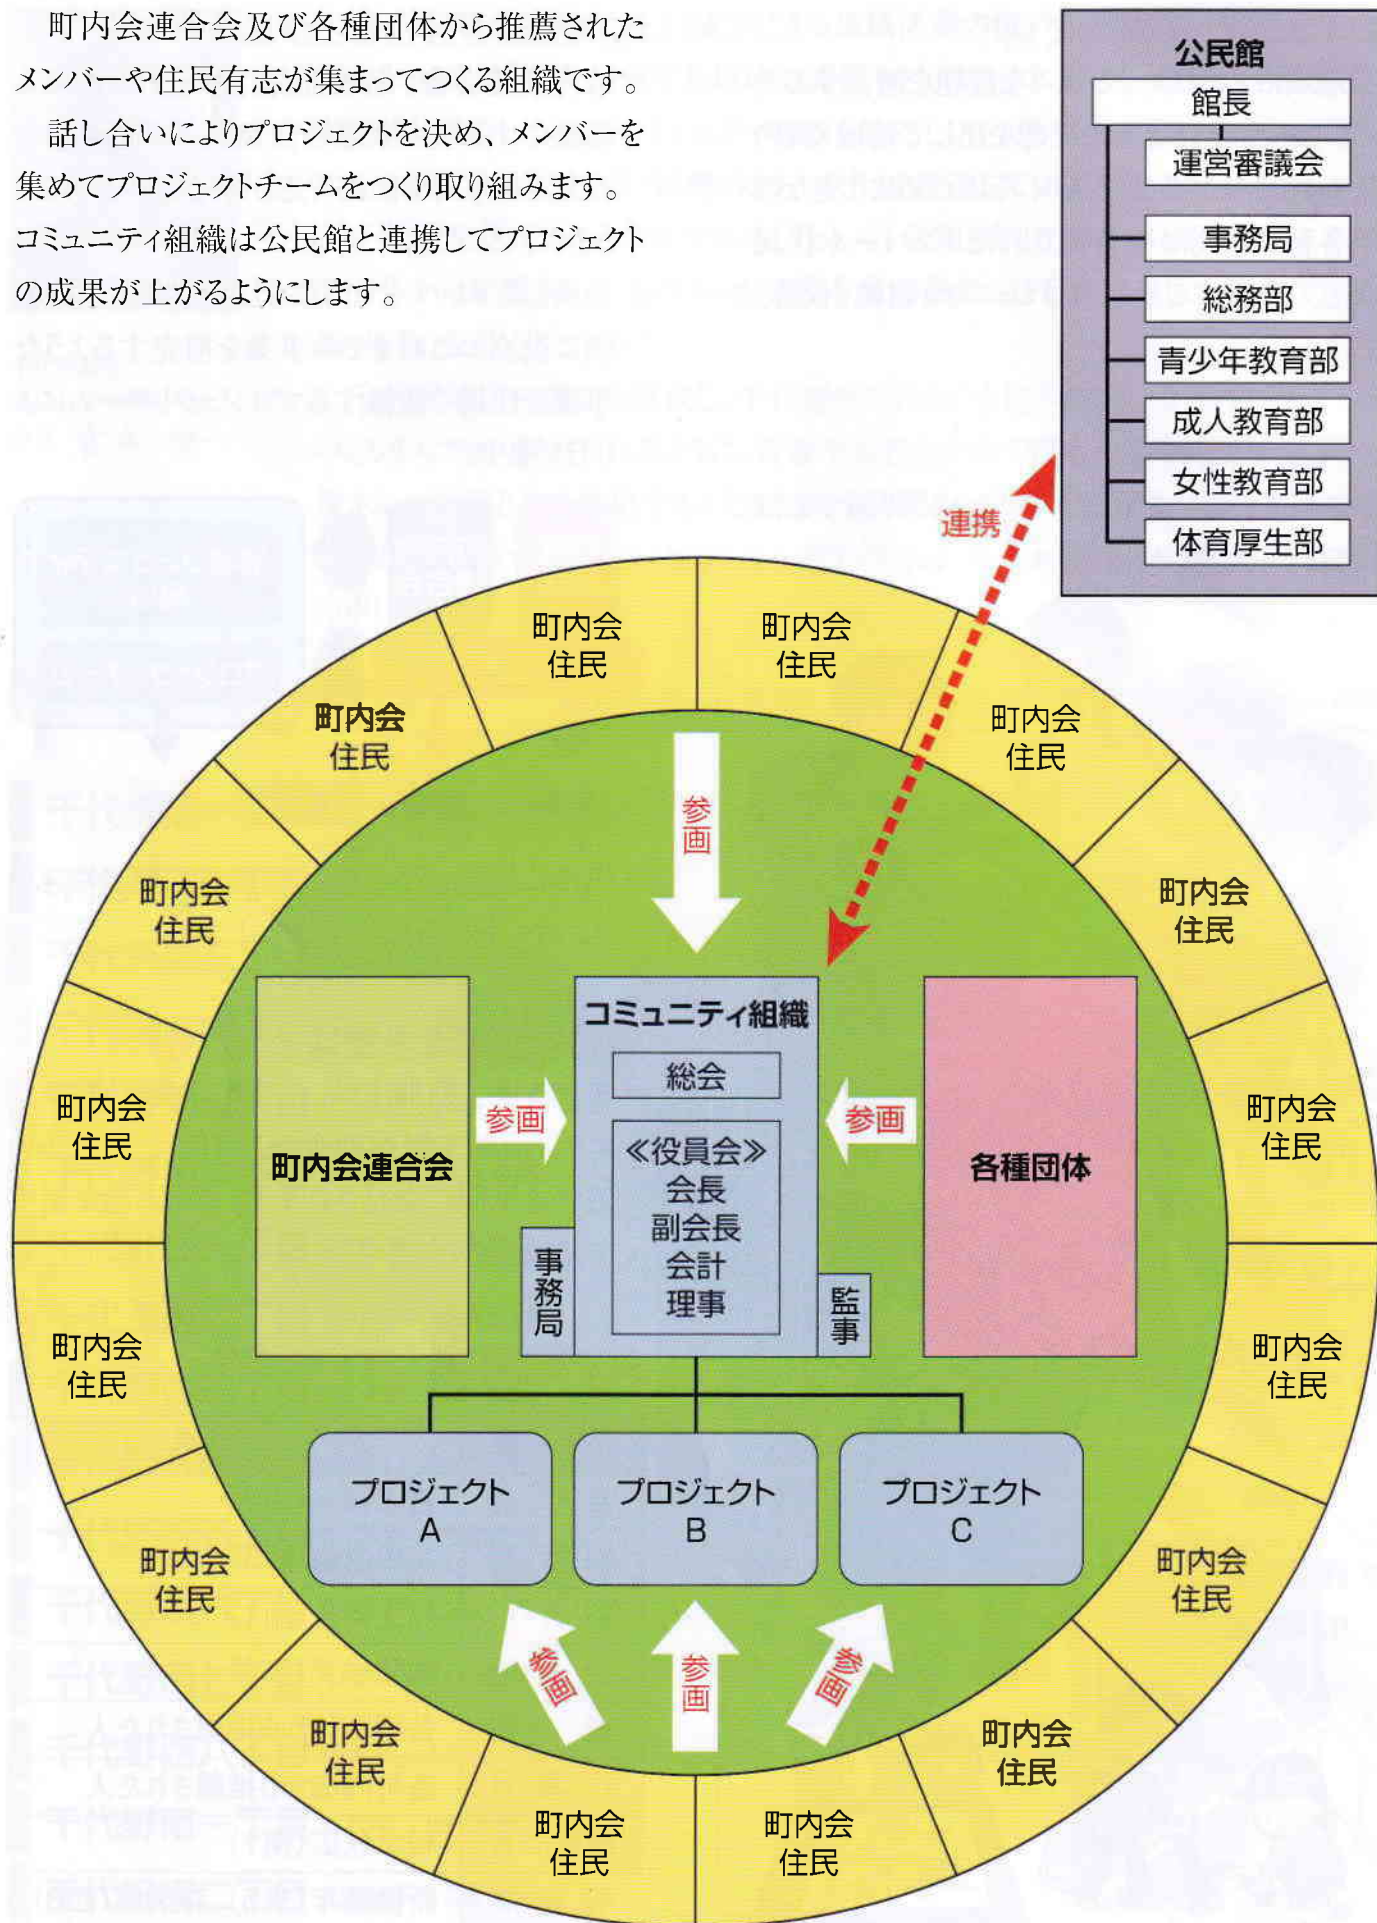 町内会連合会及び各種団体から推薦された
メンバーや住民有志が集まってつくる組織です。
話し合いによりプロジェクトを決め、メンバーを
集めてプロジェクトチームをつくり取り組みます。
コミュニティ組織は公民館と連携してプロジェクト
の成果が上がるようにします。
公民館
館長
運営審議会
事務局
総務部
青少年教育部
成人教育部
女性教育部
体育厚生部
連携
町内会
住民
町内会
住民
町内会
住民
町内会
住民
町内会
住民
町内会
住民
町内会
住民
町内会
住民
町内会
住民
町内会
住民
町内会
住民
町内会
住民
町内会
住民
町内会
住民
町内会
住民
町内会
住民
参画
コミュニティ組織
総会
≪役員会≫
会長
副会長
会計
理事
事務局
監事
町内会連合会
参画
各種団体
参画
プロジェクト
A
プロジェクト
B
プロジェクト
C
参画
参画
参画